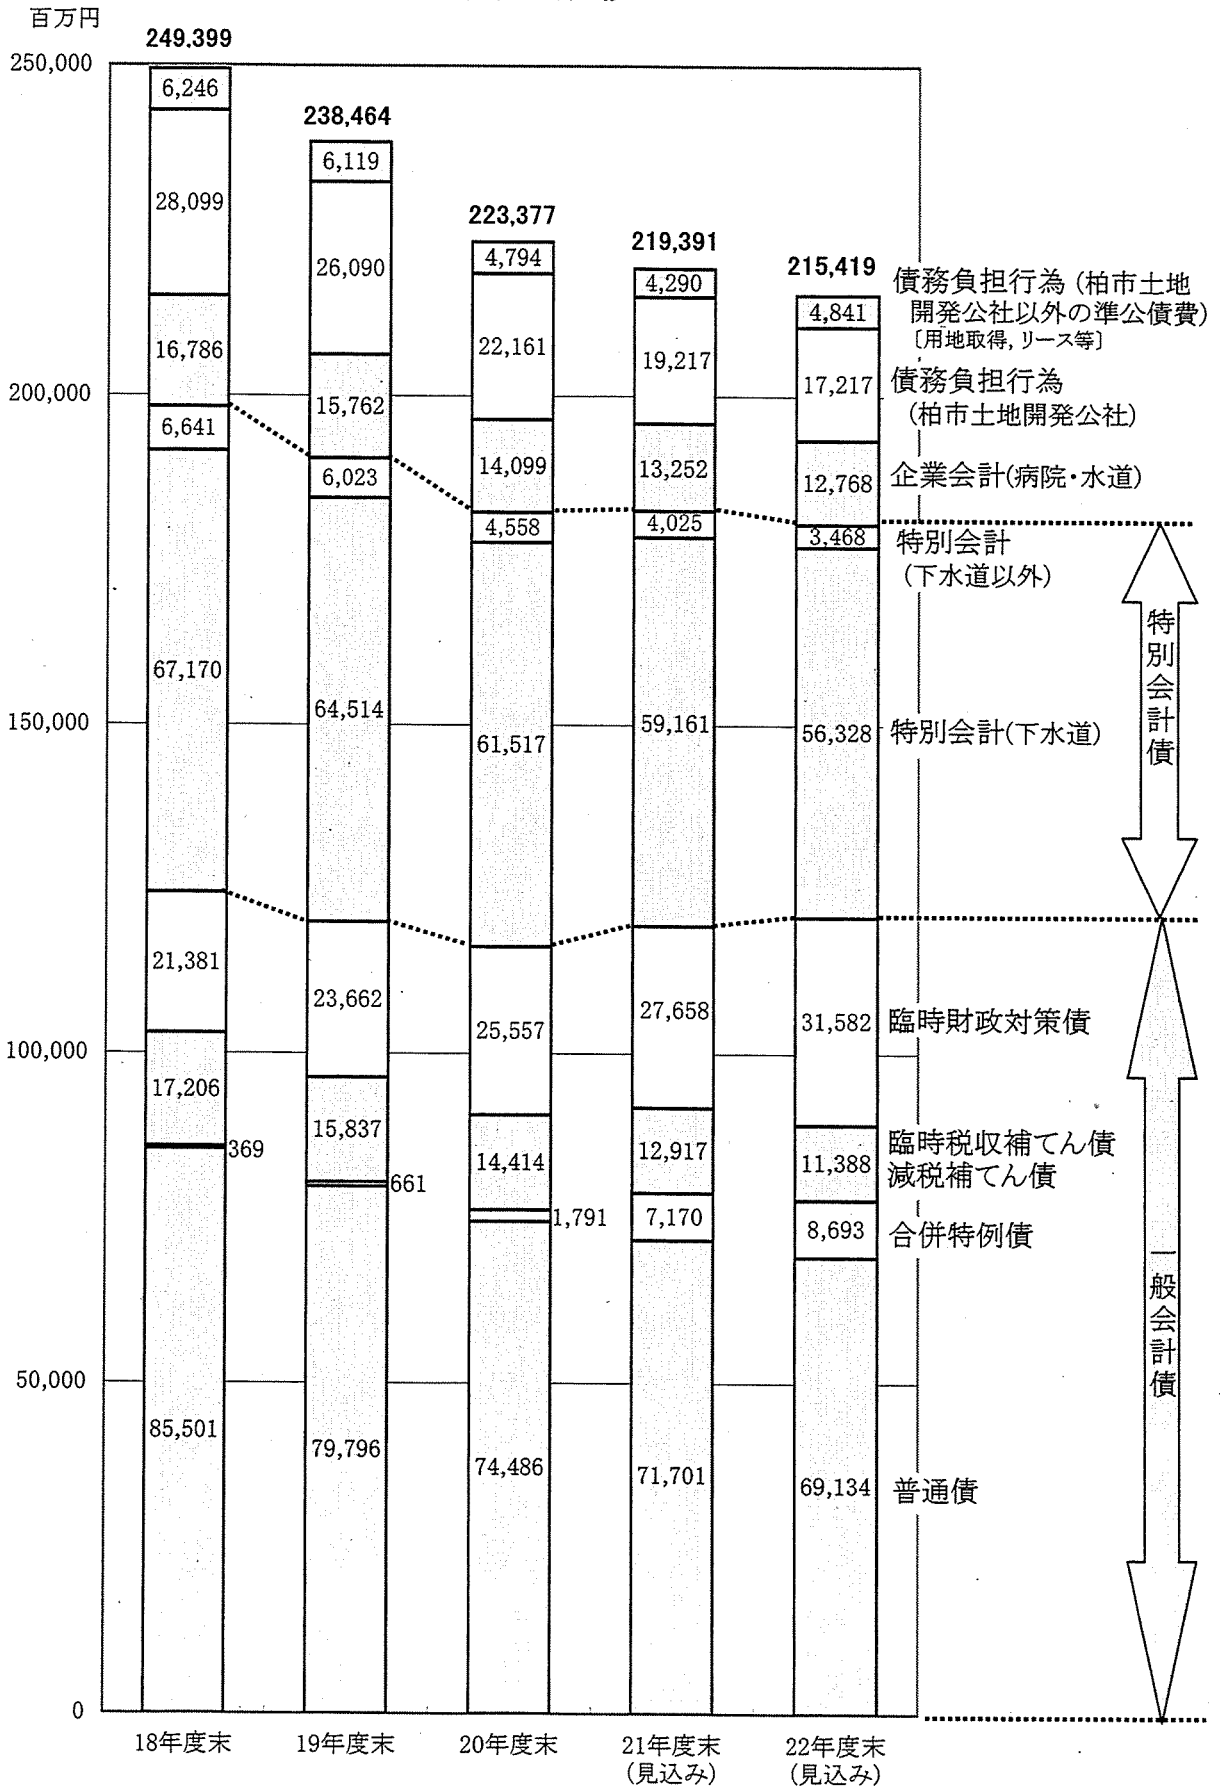 百万円
249,399
250,000
6,246
238,464
6,119
28,099
223,377
219,391
215,419
4,794
4,290
4,841
26,090
22,161
19,217
17,217
16,786
15,762
14,099
13,252
12,768
債務負担行為(柏市土地
開発公社以外の準公債費)
〔用地取得,リース等〕
債務負担行為
(柏市土地開発公社)
企業会計(病院・水道)
200,000
6,641
6,023
4,558
4,025
3,468
特別会計
(下水道以外)
特別会計債
67,170
64,514
61,517
59,161
56,328
特別会計(下水道)
150,000
21,381
23,662
25,557
27,658
31,582
臨時財政対策債
100,000
17,206
15,837
14,414
12,917
11,388
臨時税収補てん債
減税補てん債
369
661
1,791
7,170
8,693
合併特例債
一般会計債
50,000
85,501
79,796
74,486
71,701
69,134
普通債
0
18年度末
19年度末
20年度末
21年度末
(見込み)
22年度末
(見込み)